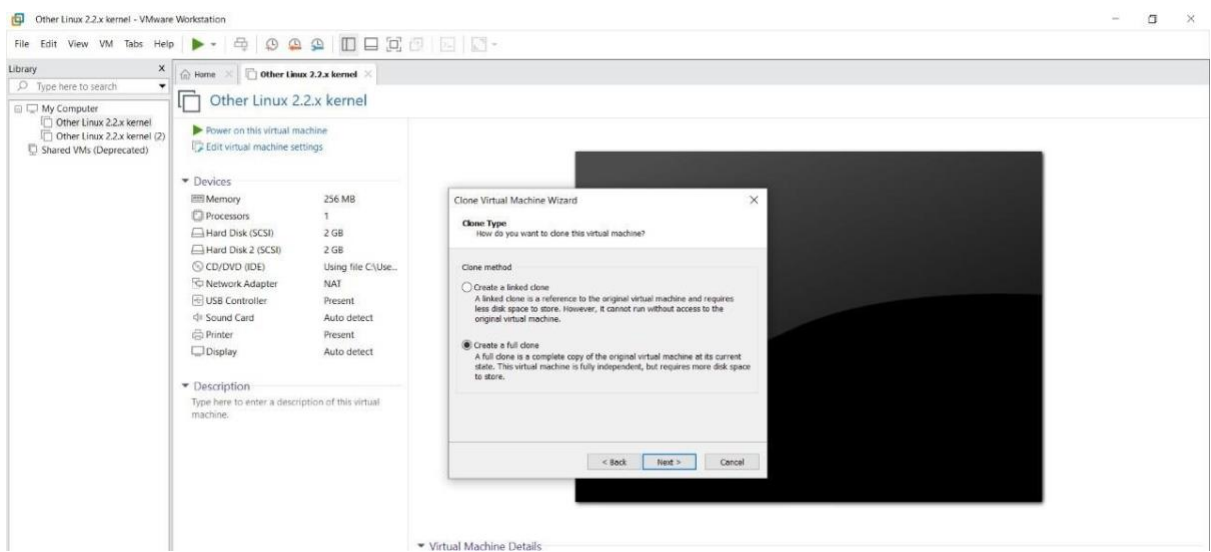 Other Linux 2.2.x kernel - VMware Workstation
File Edit View VM Tabs Help
Library
Type here to search
My Computer
Other Linux 2.2.x kernel
Other Linux 2.2.x kernel (2)
Shared VMs (Deprecated)
Home
Other Linux 2.2.x kernel
Other Linux 2.2.x kernel
Power on this virtual machine
Edit virtual machine settings
Devices
Memory 256 MB
Processors 1
Hard Disk (SCSI) 2 GB
Hard Disk 2 (SCSI) 2 GB
CD/DVD (IDE) Using file C:\Use...
Network Adapter NAT
USB Controller Present
Sound Card Auto detect
Printer Present
Display Auto detect
Description
Type here to enter a description of this virtual
machine.
Clone Virtual Machine Wizard
Clone Type
How do you want to clone this virtual machine?
Clone method
Create a linked clone
A linked clone is a reference to the original virtual machine and requires
less disk space to store. However, it cannot run without access to the
original virtual machine.
Create a full clone
A full clone is a complete copy of the original virtual machine at its current
state. This virtual machine is fully independent, but requires more disk space
to store.
< Back Next > Cancel
Virtual Machine Details